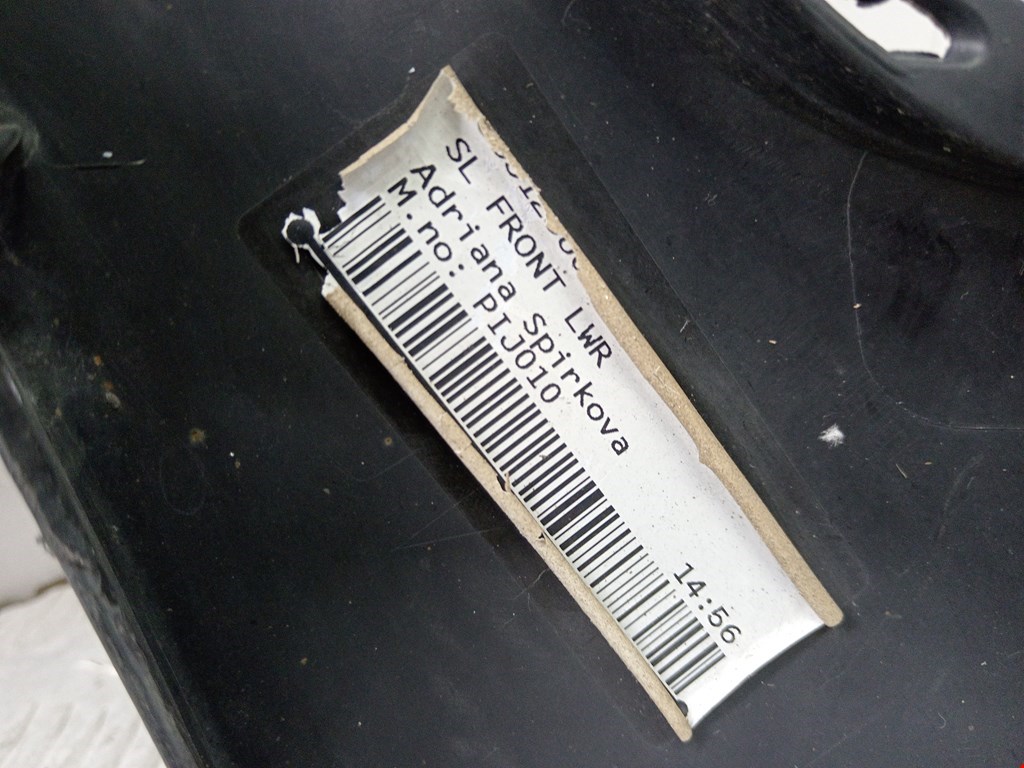 SL FRONT LWR
Adriana Spirkova
M.no: PIJ010
14:56